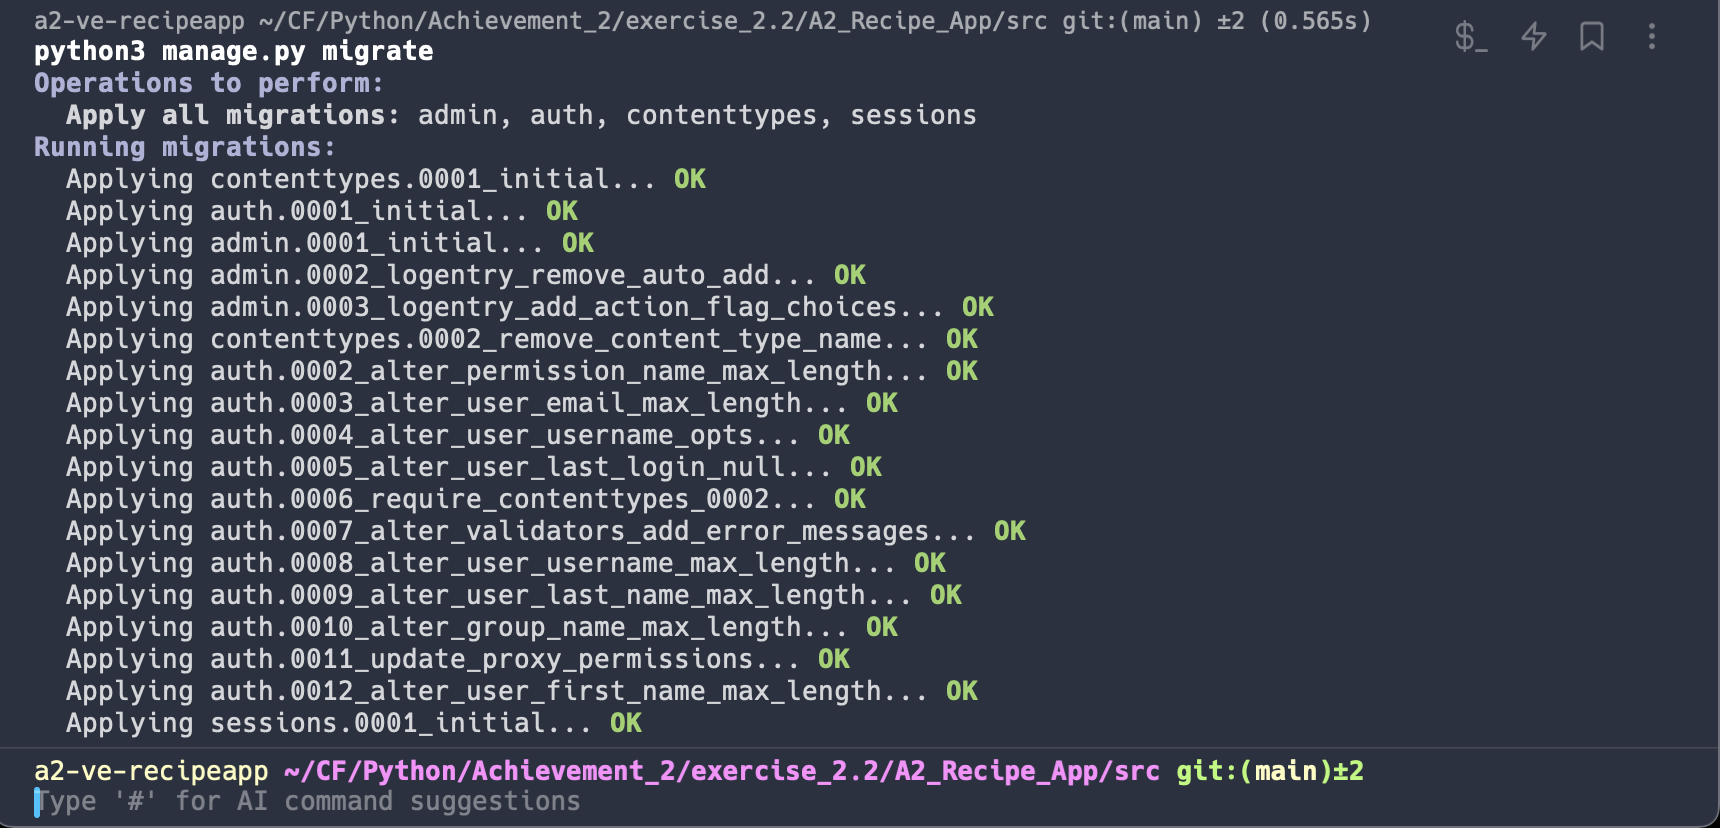 a2-ve-recipeapp ~/CF/Python/Achievement_2/exercise_2.2/A2_Recipe_App/src git:(main) ±2 (0.565s)
$_
python3 manage.py migrate
Operations to perform:
  Apply all migrations: admin, auth, contenttypes, sessions
Running migrations:
  Applying contenttypes.0001_initial... OK
  Applying auth.0001_initial... OK
  Applying admin.0001_initial... OK
  Applying admin.0002_logentry_remove_auto_add... OK
  Applying admin.0003_logentry_add_action_flag_choices... OK
  Applying contenttypes.0002_remove_content_type_name... OK
  Applying auth.0002_alter_permission_name_max_length... OK
  Applying auth.0003_alter_user_email_max_length... OK
  Applying auth.0004_alter_user_username_opts... OK
  Applying auth.0005_alter_user_last_login_null... OK
  Applying auth.0006_require_contenttypes_0002... OK
  Applying auth.0007_alter_validators_add_error_messages... OK
  Applying auth.0008_alter_user_username_max_length... OK
  Applying auth.0009_alter_user_last_name_max_length... OK
  Applying auth.0010_alter_group_name_max_length... OK
  Applying auth.0011_update_proxy_permissions... OK
  Applying auth.0012_alter_user_first_name_max_length... OK
  Applying sessions.0001_initial... OK
a2-ve-recipeapp ~/CF/Python/Achievement_2/exercise_2.2/A2_Recipe_App/src git:(main)±2
Type '#' for AI command suggestions